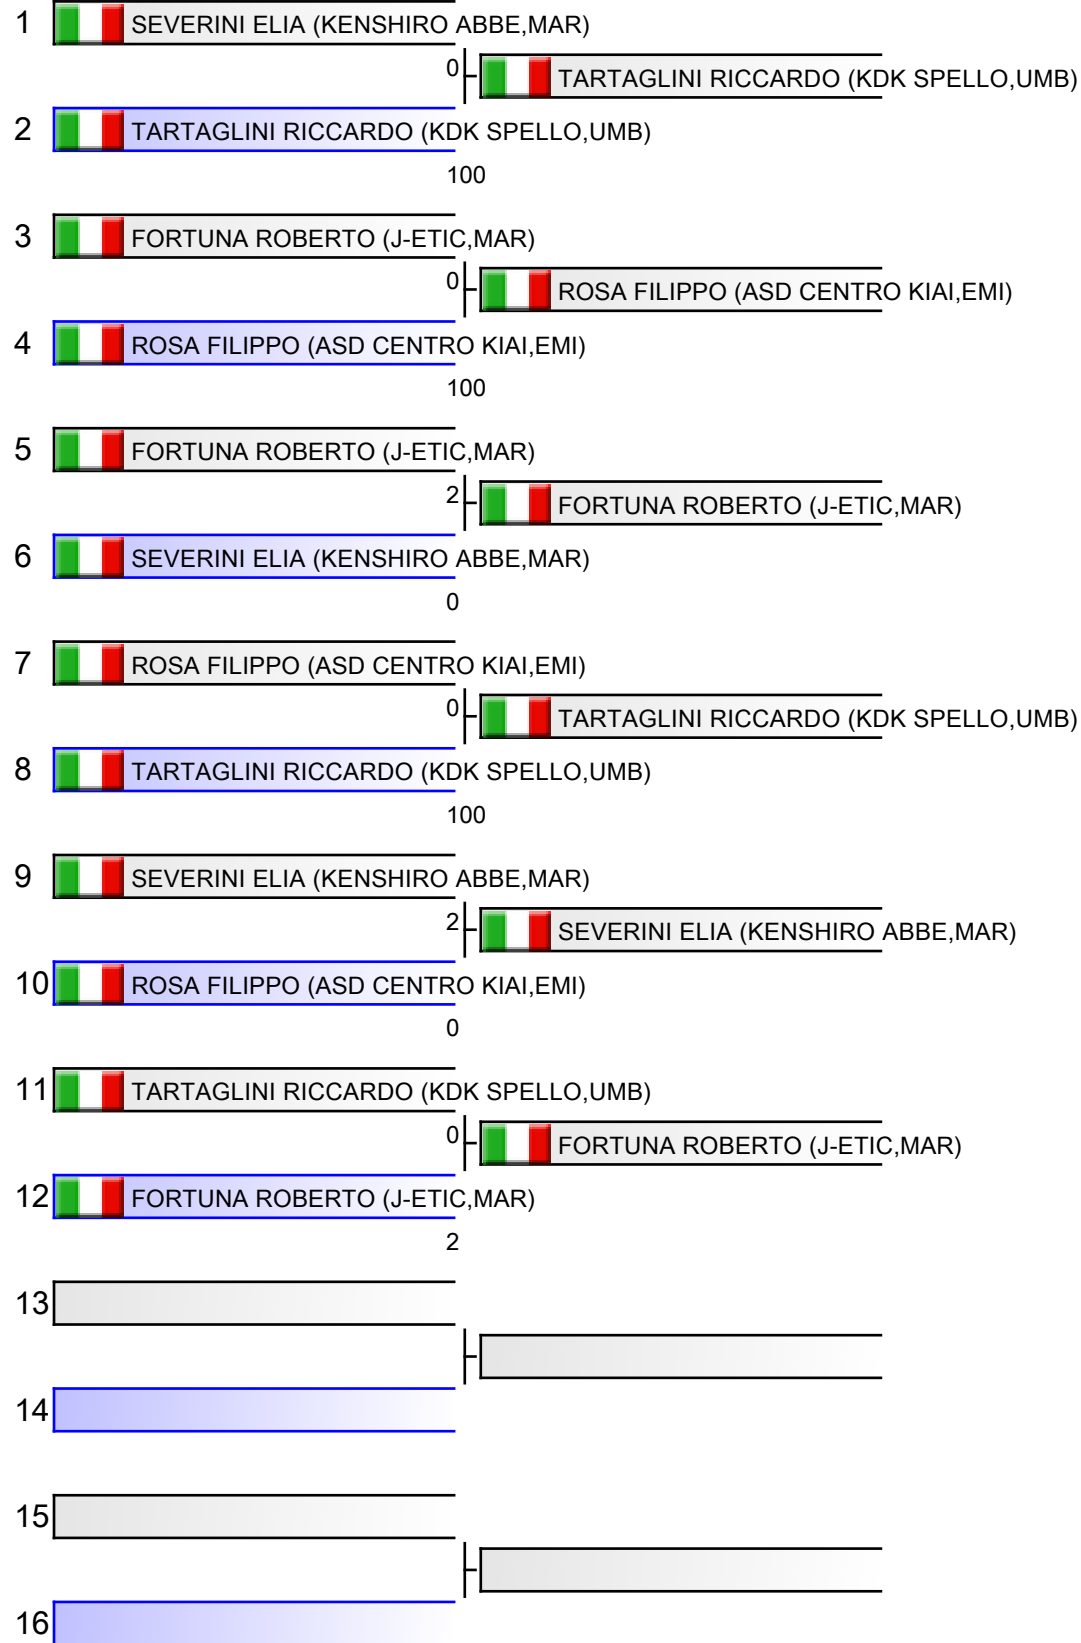 1 SEVERINI ELIA (KENSHIRO ABBE,MAR)
0 TARTAGLINI RICCARDO (KDK SPELLO,UMB)
2 TARTAGLINI RICCARDO (KDK SPELLO,UMB)
100
3 FORTUNA ROBERTO (J-ETIC,MAR)
0 ROSA FILIPPO (ASD CENTRO KIAI,EMI)
4 ROSA FILIPPO (ASD CENTRO KIAI,EMI)
100
5 FORTUNA ROBERTO (J-ETIC,MAR)
2 FORTUNA ROBERTO (J-ETIC,MAR)
6 SEVERINI ELIA (KENSHIRO ABBE,MAR)
0
7 ROSA FILIPPO (ASD CENTRO KIAI,EMI)
0 TARTAGLINI RICCARDO (KDK SPELLO,UMB)
8 TARTAGLINI RICCARDO (KDK SPELLO,UMB)
100
9 SEVERINI ELIA (KENSHIRO ABBE,MAR)
2 SEVERINI ELIA (KENSHIRO ABBE,MAR)
10 ROSA FILIPPO (ASD CENTRO KIAI,EMI)
0
11 TARTAGLINI RICCARDO (KDK SPELLO,UMB)
0 FORTUNA ROBERTO (J-ETIC,MAR)
12 FORTUNA ROBERTO (J-ETIC,MAR)
2
13
14
15
16